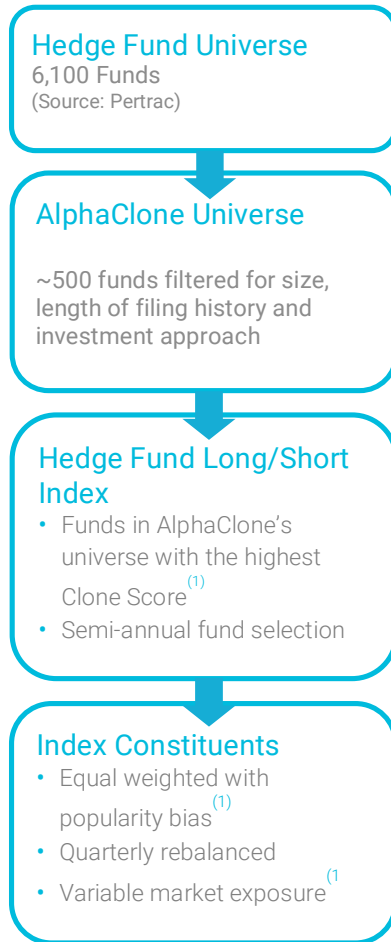 Hedge Fund Universe
6,100 Funds
(Source: Pertrac)
AlphaClone Universe
~500 funds filtered for size,
length of filing history and
investment approach
Hedge Fund Long/Short
Index
• Funds in AlphaClone’s
universe with the highest
Clone Score(1)
• Semi-annual fund selection
Index Constituents
• Equal weighted with
popularity bias(1)
• Quarterly rebalanced
• Variable market exposure(1